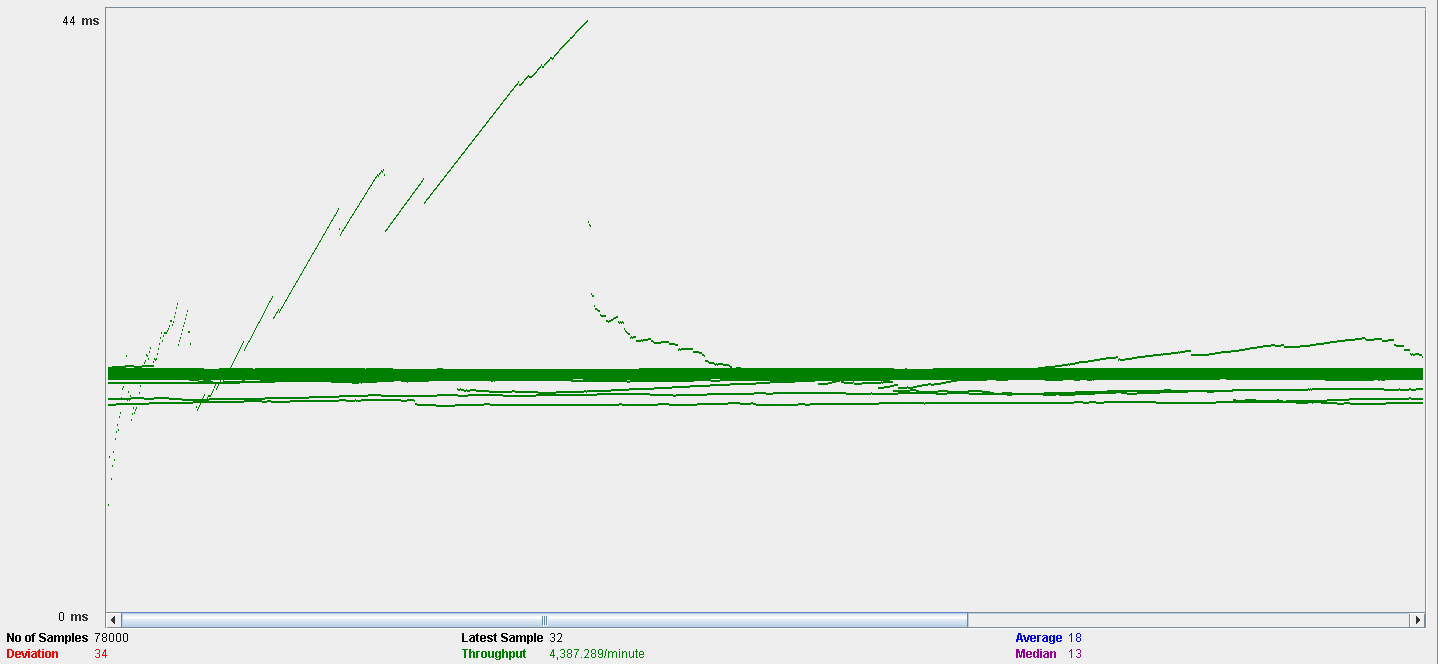 44 ms
0 ms
No of Samples 78000 Latest Sample 32 Average 18
Deviation 34 Throughput 4,387.289/minute Median 13